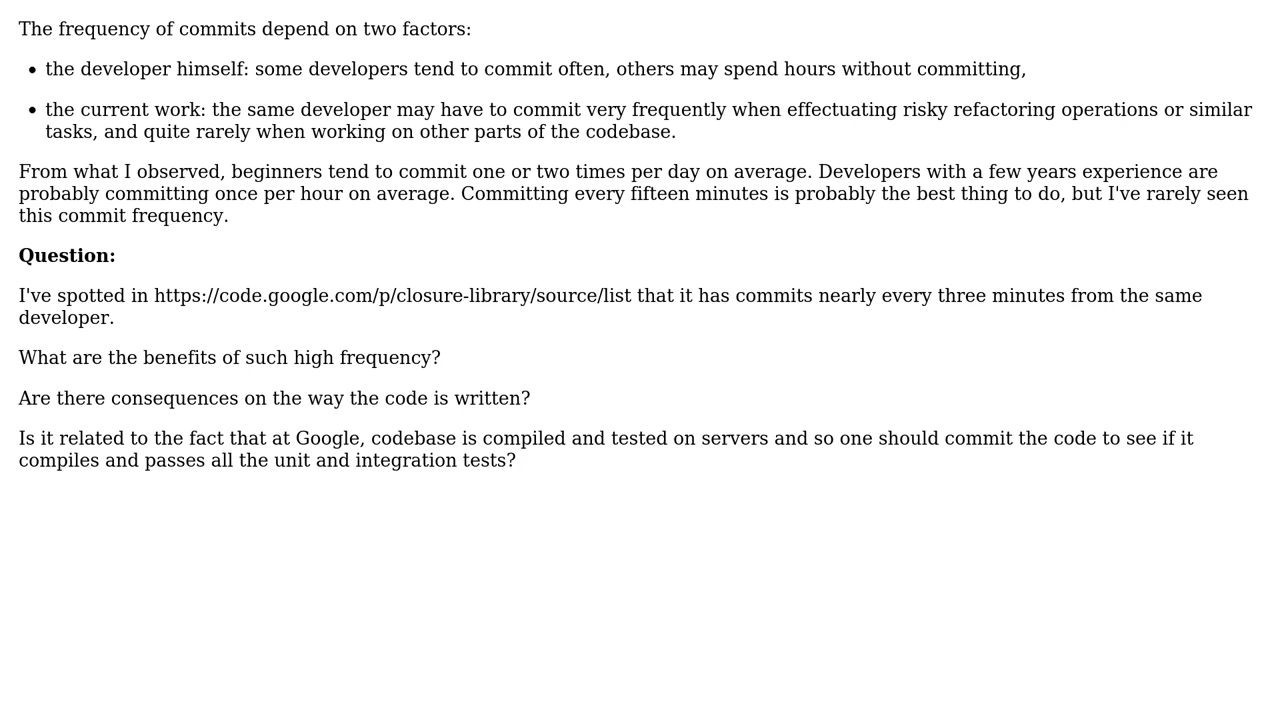 The frequency of commits depend on two factors:
• the developer himself: some developers tend to commit often, others may spend hours without committing,
• the current work: the same developer may have to commit very frequently when effectuating risky refactoring operations or similar
tasks, and quite rarely when working on other parts of the codebase.
From what I observed, beginners tend to commit one or two times per day on average. Developers with a few years experience are
probably committing once per hour on average. Committing every fifteen minutes is probably the best thing to do, but I've rarely seen
this commit frequency.
Question:
I've spotted in https://code.google.com/p/closure-library/source/list that it has commits nearly every three minutes from the same
developer.
What are the benefits of such high frequency?
Are there consequences on the way the code is written?
Is it related to the fact that at Google, codebase is compiled and tested on servers and so one should commit the code to see if it
compiles and passes all the unit and integration tests?